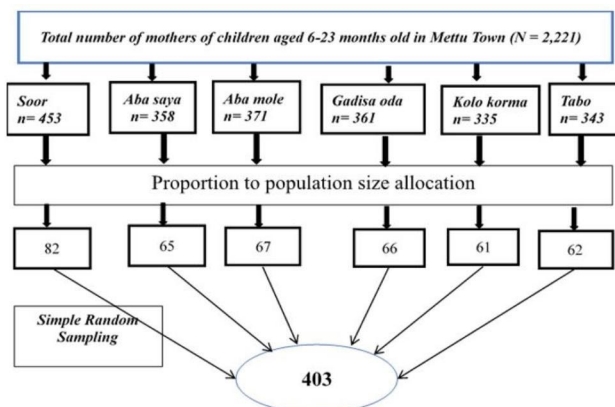 Total number of mothers of children aged 6-23 months old in Mettu Town (N = 2,221)
Soor
n= 453
Aba saya
n= 358
Aba mole
n= 371
Gadisa oda
n= 361
Kolo korma
n= 335
Tabo
n= 343
Proportion to population size allocation
82
65
67
66
61
62
Simple Random
Sampling
403